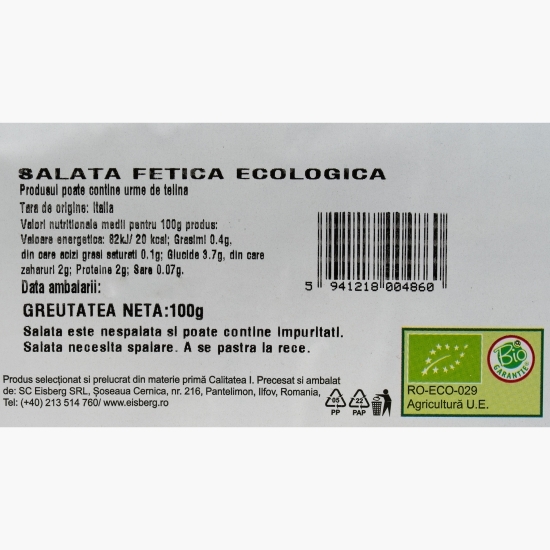 SALATA FETICA ECOLOGICA
Produsul poate contine urme de telina
Tara de origine: Italia
Valori nutritionale medii pentru 100g produs:
Valoare energetica: 82kJ/ 20 kcal; Grasimi 0.4g,
din care acizi grasi saturati 0.1g; Glucide 3.7g, din care
zaharuri 2g; Proteine 2g; Sare 0.07g.
Data ambalarii:
5 941218 004860
GREUTATEA NETA:100g
Salata este nespalata si poate contine impuritati.
Salata necesita spalare. A se pastra la rece.
Bio
GARANTIE
Produs selecționat si prelucrat din materie primă Calitatea I. Precesat si ambalat
de: SC Eisberg SRL, Șoseaua Cernica, nr. 216, Pantelimon, Ilfov, Romania,
Tel: (+40) 213 514 760/ www.eisberg.ro
05
PP
22
PAP
RO-ECO-029
Agricultură U.E.